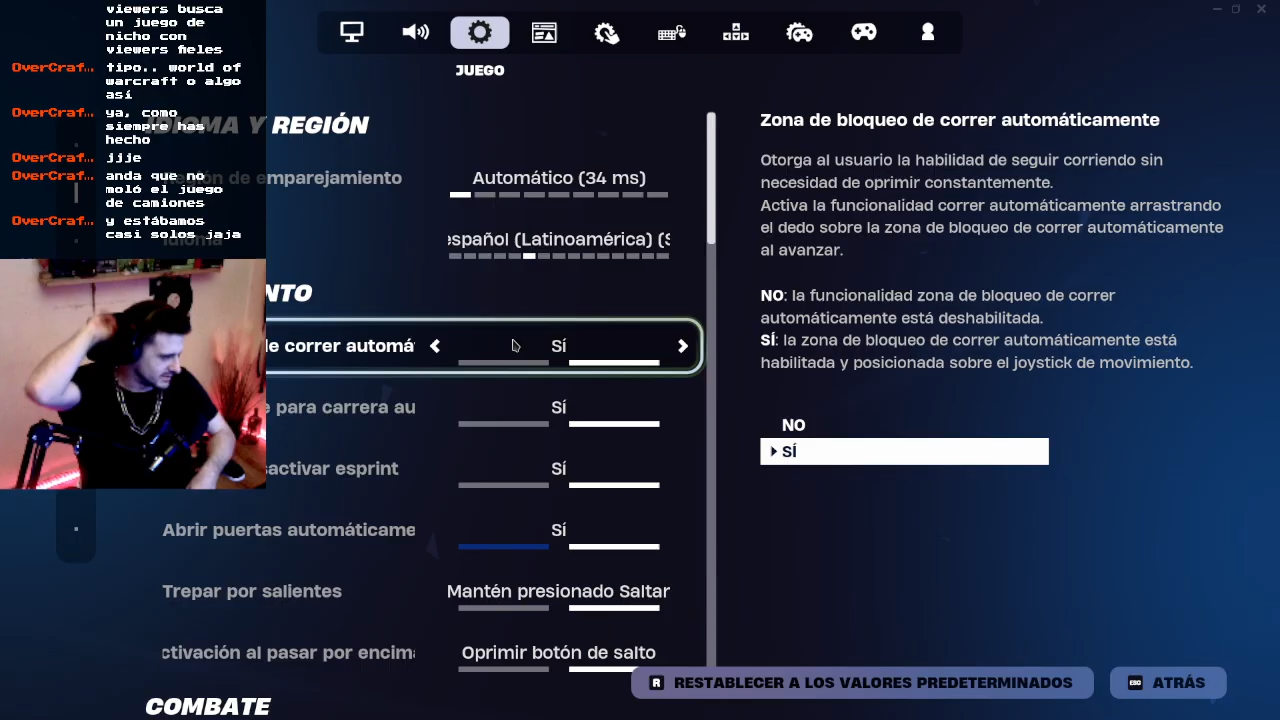 viewers busca
un juego de
nicho con
viewers fieles
OverCraf… tipo.. world of
warcraft o algo
así
OverCraf… ya, como
siempre has
hecho
OverCraf… jjje
OverCraf… anda que no
moló el juego
de camiones
OverCraf… y estábamos
casi solos jaja
JUEGO
IDIOMA Y REGIÓN
Región de emparejamiento
Automático (34 ms)
Idioma
español (Latinoamérica) (S
NTO
de correr automá
Sí
e para carrera au
Sí
sactivar esprint
Sí
Abrir puertas automáticame
Sí
Trepar por salientes
Mantén presionado Saltar
ctivación al pasar por encima
Oprimir botón de salto
COMBATE
Zona de bloqueo de correr automáticamente
Otorga al usuario la habilidad de seguir corriendo sin
necesidad de oprimir constantemente.
Activa la funcionalidad correr automáticamente arrastrando
el dedo sobre la zona de bloqueo de correr automáticamente
al avanzar.
NO: la funcionalidad zona de bloqueo de correr
automáticamente está deshabilitada.
SÍ: la zona de bloqueo de correr automáticamente está
habilitada y posicionada sobre el joystick de movimiento.
NO
SÍ
R RESTABLECER A LOS VALORES PREDETERMINADOS
ESC ATRÁS